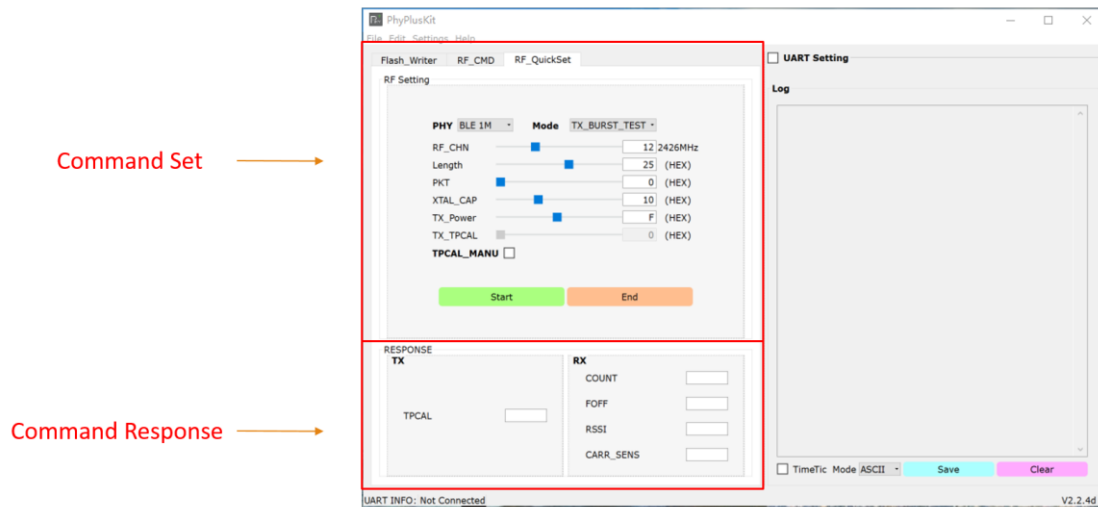 PhyPlusKit
File Edit Settings Help
Flash_Writer RF_CMD RF_QuickSet
RF Setting
PHY BLE 1M Mode TX_BURST_TEST
RF_CHN 12 2426MHz
Length 25 (HEX)
PKT 0 (HEX)
XTAL_CAP 10 (HEX)
TX_Power F (HEX)
TX_TPCAL 0 (HEX)
TPCAL_MANU
Start End
Command Set
RESPONSE
TX
TPCAL
RX
COUNT
FOFF
RSSI
CARR_SENS
Command Response
UART Setting
Log
TimeTic Mode ASCII Save Clear
UART INFO: Not Connected V2.2.4d